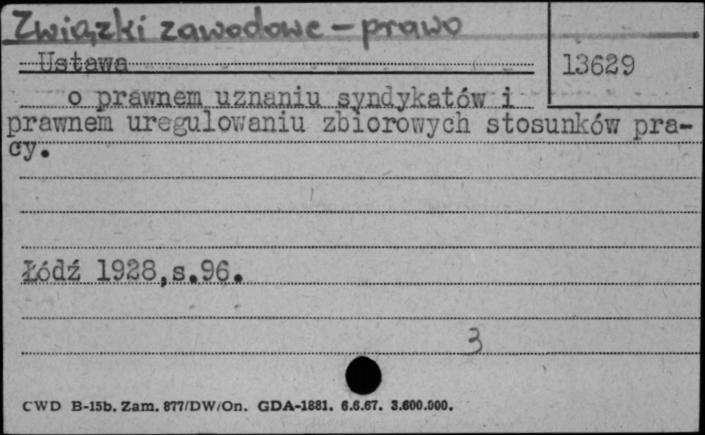 Związki zawodowe – prawo
Ustawa
13629
o prawnem uznaniu syndykatów i
prawnem uregulowaniu zbiorowych stosunków pra-
cy.
Łódź 1928,s.96.
3
CWD B-15b. Zam. 877/DW/On. GDA-1881. 6.6.67. 3.600.000.